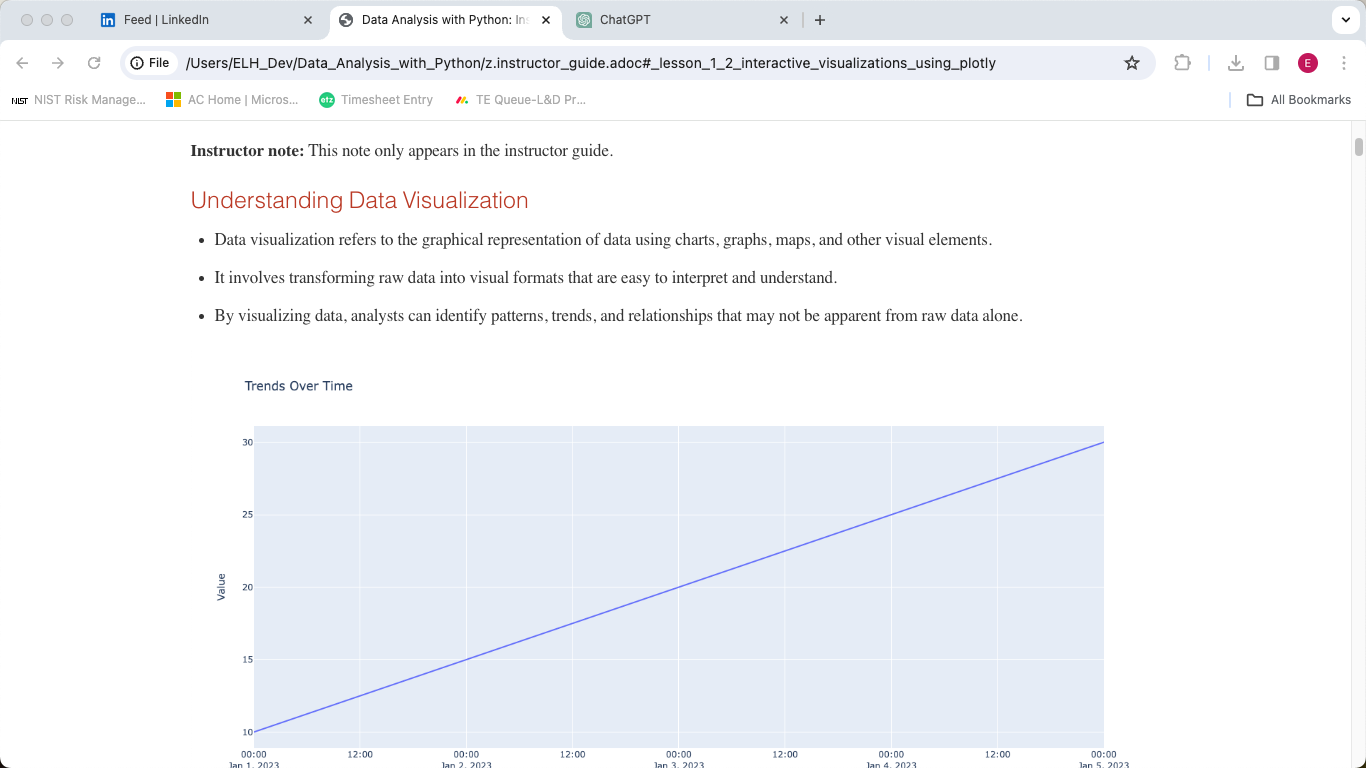 Feed | LinkedIn
Data Analysis with Python: Ins
ChatGPT
File
/Users/ELH_Dev/Data_Analysis_with_Python/z.instructor_guide.adoc#_lesson_1_2_interactive_visualizations_using_plotly
E
NIST NIST Risk Manage...
AC Home | Micros...
etz Timesheet Entry
TE Queue-L&D Pr...
All Bookmarks
Instructor note: This note only appears in the instructor guide.
Understanding Data Visualization
• Data visualization refers to the graphical representation of data using charts, graphs, maps, and other visual elements.
• It involves transforming raw data into visual formats that are easy to interpret and understand.
• By visualizing data, analysts can identify patterns, trends, and relationships that may not be apparent from raw data alone.
Trends Over Time
30
25
Value
20
15
10
00:00 12:00 00:00 12:00 00:00 12:00 00:00 12:00 00:00
Jan 1, 2023 Jan 2, 2023 Jan 3, 2023 Jan 4, 2023 Jan 5, 2023